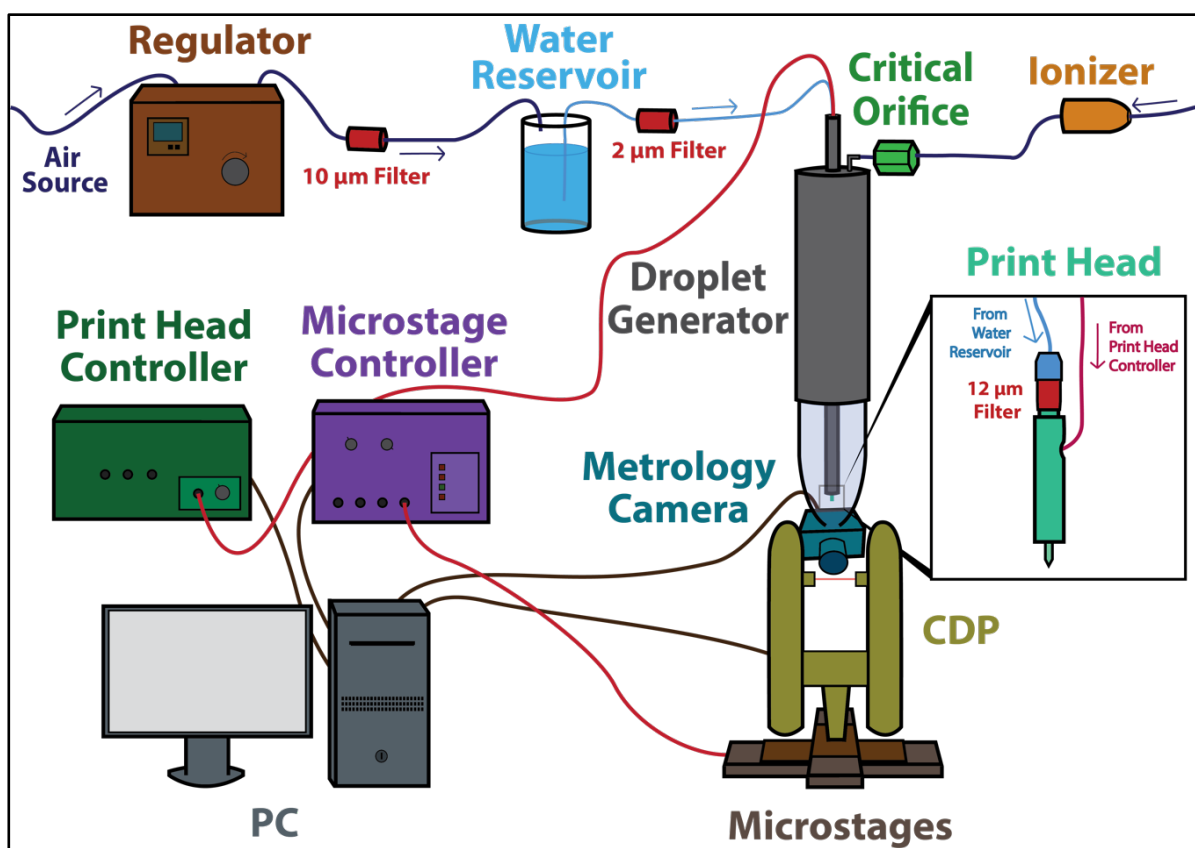 Regulator
Water
Reservoir
Critical
Orifice
Ionizer
Air
Source
10 µm Filter
2 µm Filter
Droplet
Generator
Print Head
From
Water
Reservoir
From
Print Head
Controller
12 µm
Filter
Print Head
Controller
Microstage
Controller
Metrology
Camera
CDP
PC
Microstages